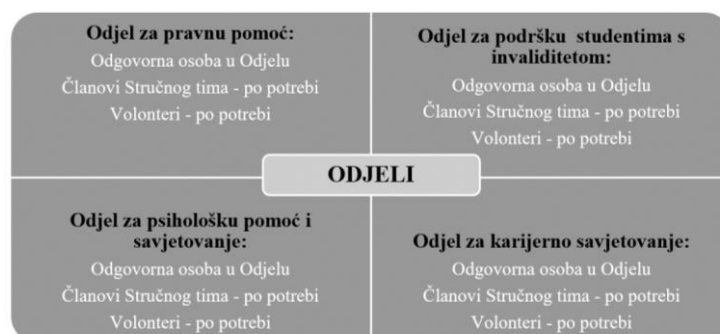 Odjel za pravnu pomoć:
Odgovorna osoba u Odjelu
Članovi Stručnog tima - po potrebi
Volonteri - po potrebi
Odjel za podršku studentima s
invaliditetom:
Odgovorna osoba u Odjelu
Članovi Stručnog tima - po potrebi
Volonteri - po potrebi
ODJELI
Odjel za psihološku pomoć i
savjetovanje:
Odgovorna osoba u Odjelu
Članovi Stručnog tima - po potrebi
Volonteri - po potrebi
Odjel za karijerno savjetovanje:
Odgovorna osoba u Odjelu
Članovi Stručnog tima - po potrebi
Volonteri - po potrebi